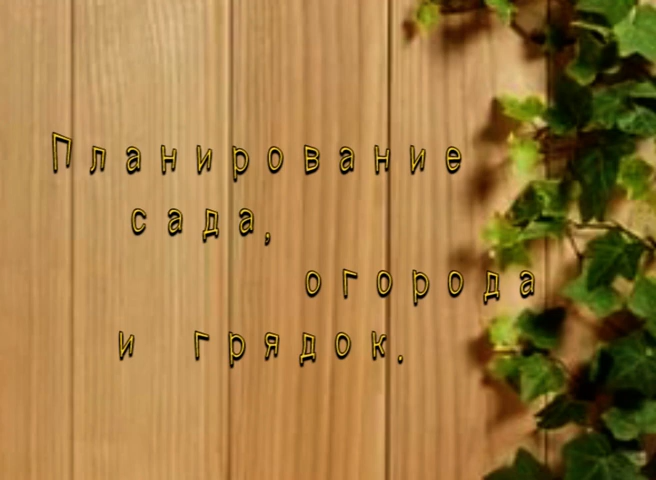 Планирование
сада,
огорода
и грядок.